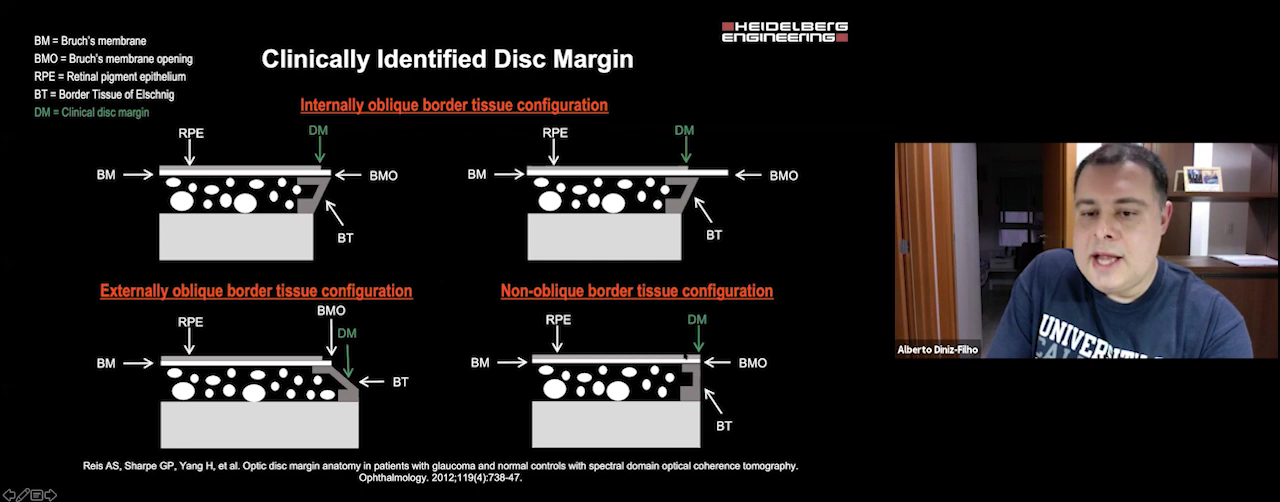 HEIDELBERG
ENGINEERING
BM = Bruch's membrane
BMO = Bruch's membrane opening
RPE = Retinal pigment epithelium
BT = Border Tissue of Elschnig
DM = Clinical disc margin
Clinically Identified Disc Margin
Internally oblique border tissue configuration
RPE
DM
BM
BMO
BT
RPE
DM
BM
BMO
BT
Externally oblique border tissue configuration
BMO
RPE
DM
BM
BT
Non-oblique border tissue configuration
RPE
DM
BM
BMO
BT
Reis AS, Sharpe GP, Yang H, et al. Optic disc margin anatomy in patients with glaucoma and normal controls with spectral domain optical coherence tomography.
Ophthalmology. 2012;119(4):738-47.
Alberto Diniz-Filho